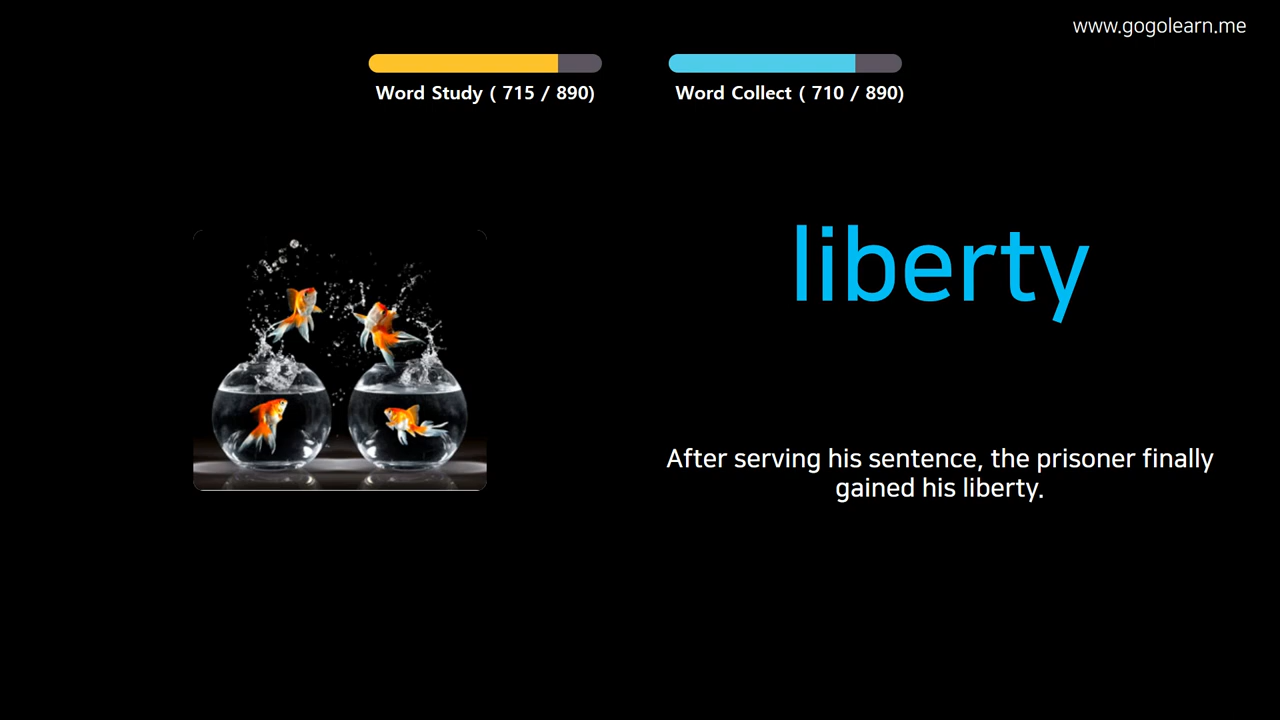 www.gogolearn.me
Word Study ( 715 / 890)
Word Collect ( 710 / 890)
liberty
After serving his sentence, the prisoner finally
gained his liberty.